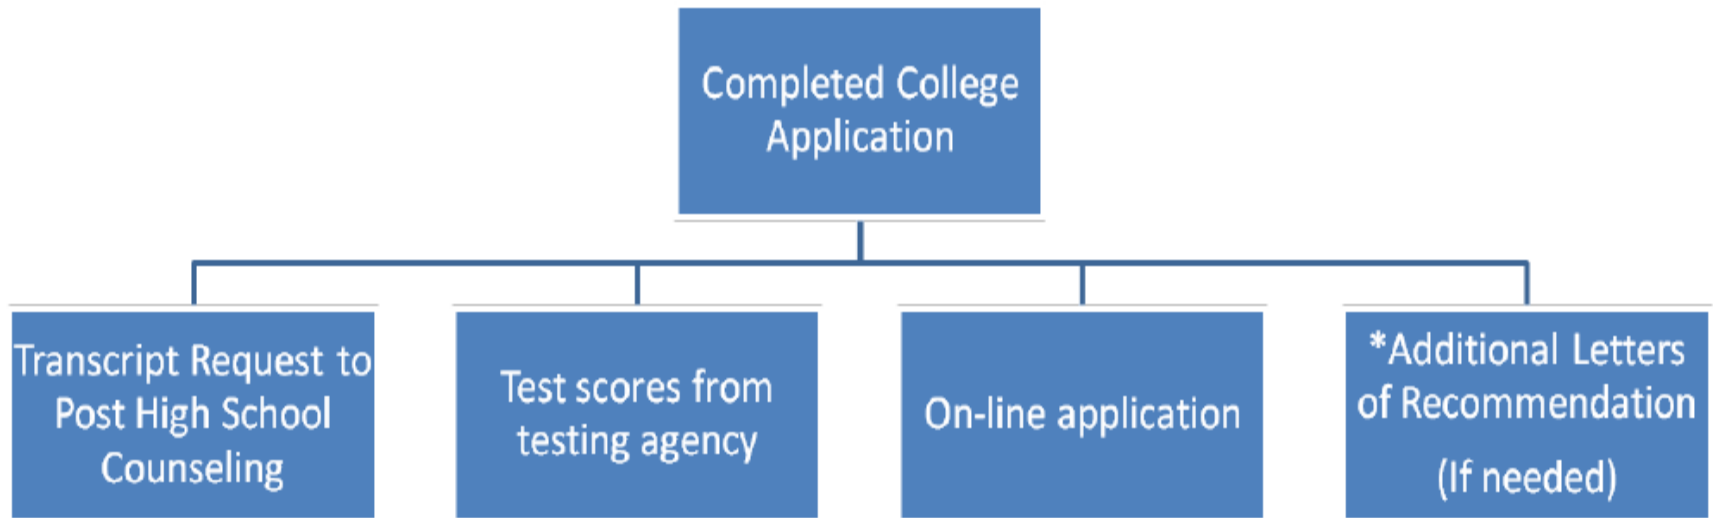 Completed College
Application
Transcript Request to
Post High School
Counseling
Test scores from
testing agency
On-line application
*Additional Letters
of Recommendation
(If needed)